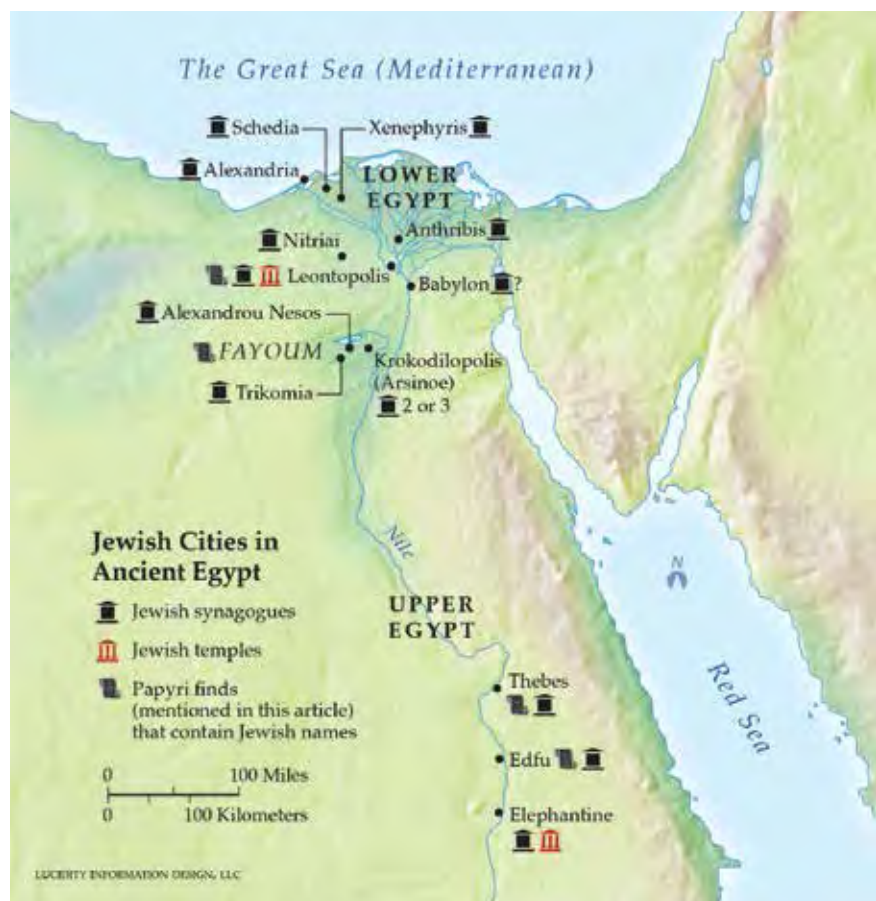 The Great Sea (Mediterranean)
Schedia
Xenephyris
Alexandria
LOWER
EGYPT
Anthribis
Nitriai
Leontopolis
Babylon ?
Alexandrou Nesos
FAYOUM
Krokodilopolis
(Arsinoe)
2 or 3
Trikomia
Nile
Jewish Cities in
Ancient Egypt
Jewish synagogues
Jewish temples
Papyri finds
(mentioned in this article)
that contain Jewish names
0 100 Miles
0 100 Kilometers
UPPER
EGYPT
N
Red Sea
Thebes
Edfu
Elephantine
LUCIDITY INFORMATION DESIGN, LLC